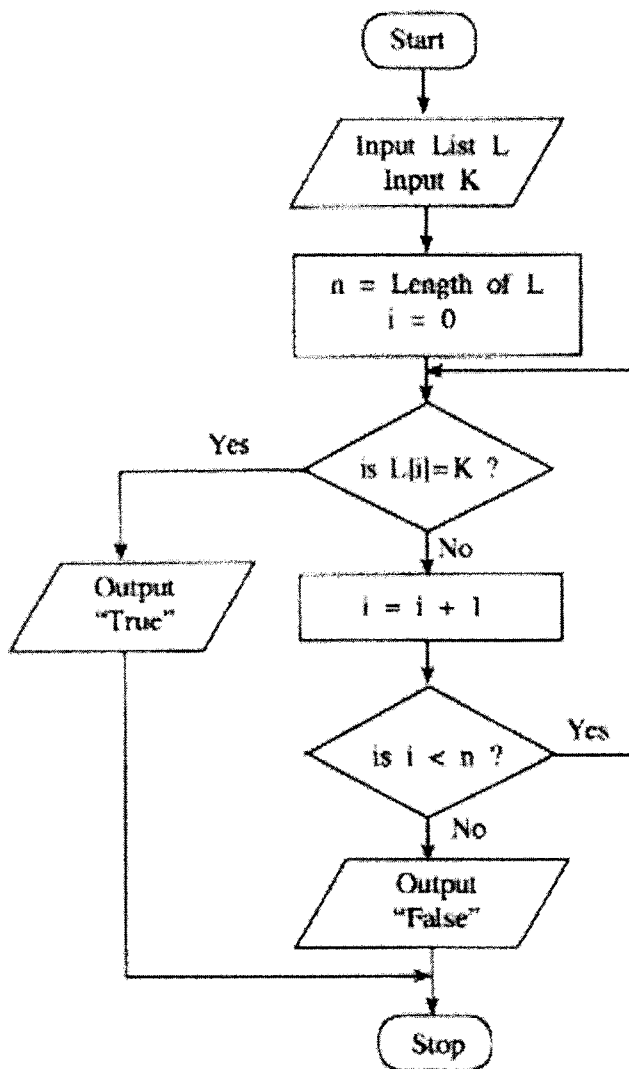 Start
Input List L
Input K
n = Length of L
i = 0
Yes
is L[i]=K ?
No
Output
“True”
i = i + 1
is i < n ?
Yes
No
Output
“False”
Stop